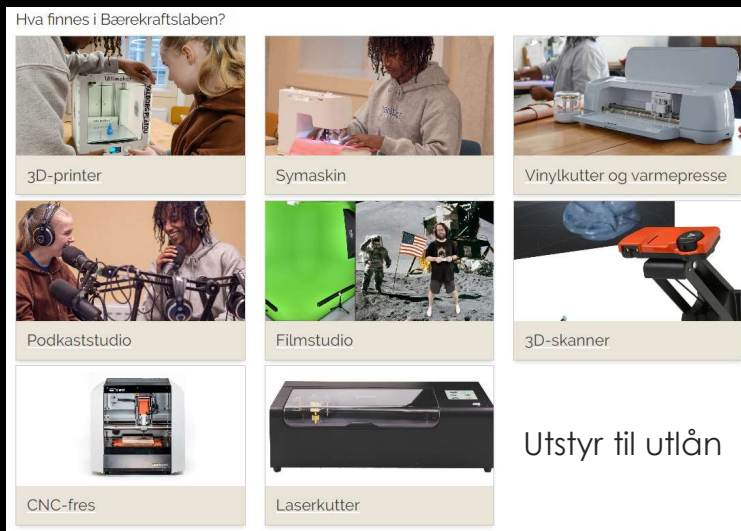 Hva finnes i Bærekraftslaben?
Ultimaker
3D-printer
Symaskin
Vinylkutter og varmepresse
Podkaststudio
Filmstudio
3D-skanner
CNC-fres
Laserkutter
Utstyr til utlån